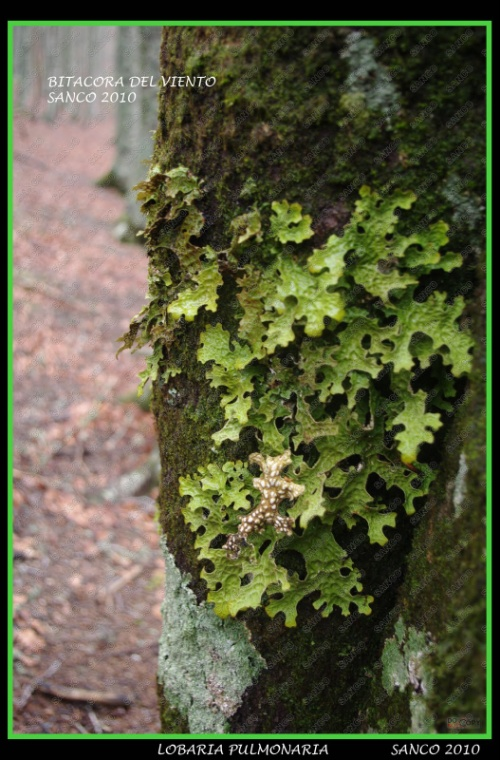 BITACORA DEL VIENTO
SANCO 2010
LOBARIA PULMONARIA SANCO 2010